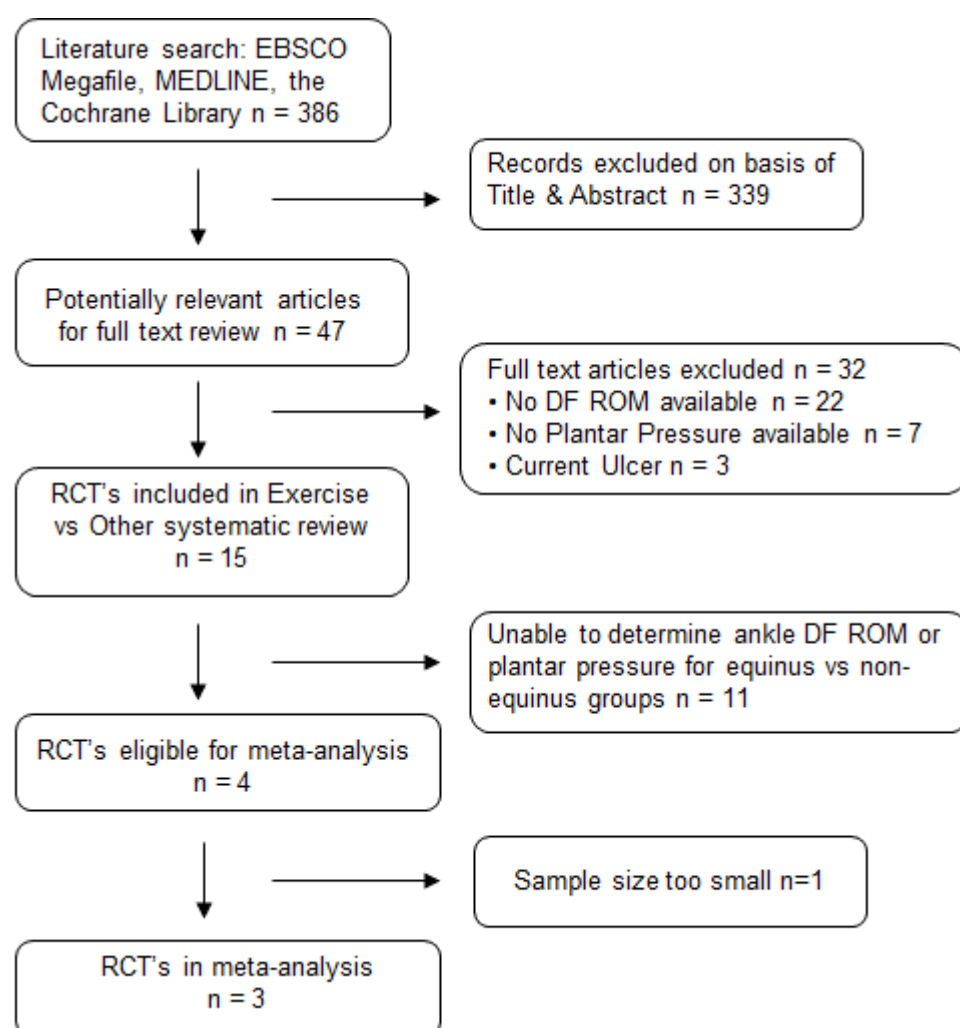 Literature search: EBSCO
Megafile, MEDLINE, the
Cochrane Library n = 386
Records excluded on basis of
Title & Abstract n = 339
Potentially relevant articles
for full text review n = 47
Full text articles excluded n = 32
• No DF ROM available n = 22
• No Plantar Pressure available n = 7
• Current Ulcer n = 3
RCT's included in Exercise
vs Other systematic review
n = 15
Unable to determine ankle DF ROM or
plantar pressure for equinus vs non-
equinus groups n = 11
RCT's eligible for meta-analysis
n = 4
Sample size too small n=1
RCT's in meta-analysis
n = 3